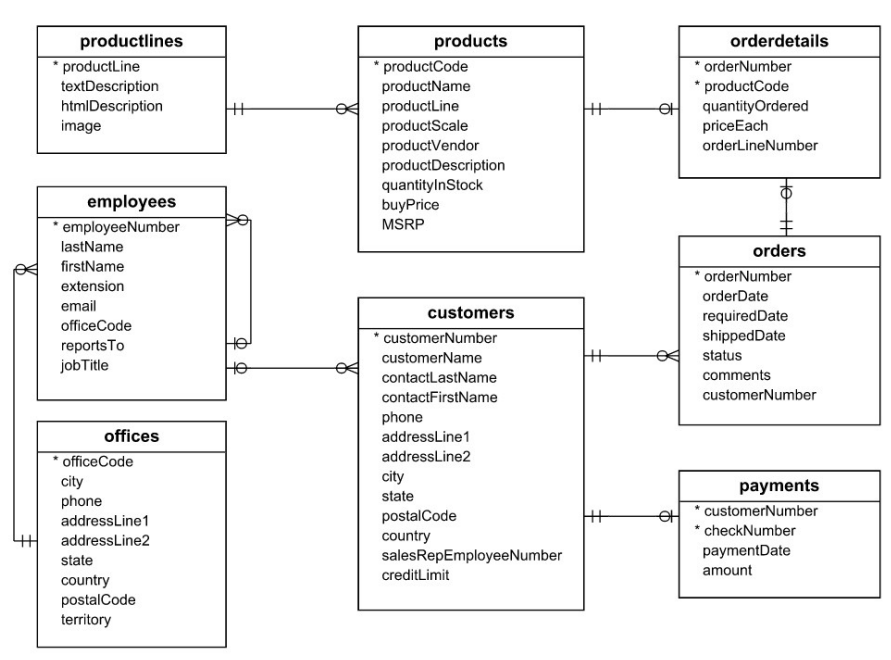 productlines
* productLine
textDescription
htmlDescription
image
products
* productCode
productName
productLine
productScale
productVendor
productDescription
quantityInStock
buyPrice
MSRP
orderdetails
* orderNumber
* productCode
quantityOrdered
priceEach
orderLineNumber
employees
* employeeNumber
lastName
firstName
extension
email
officeCode
reportsTo
jobTitle
customers
* customerNumber
customerName
contactLastName
contactFirstName
phone
addressLine1
addressLine2
city
state
postalCode
country
salesRepEmployeeNumber
creditLimit
orders
* orderNumber
orderDate
requiredDate
shippedDate
status
comments
customerNumber
offices
* officeCode
city
phone
addressLine1
addressLine2
state
country
postalCode
territory
payments
* customerNumber
* checkNumber
paymentDate
amount